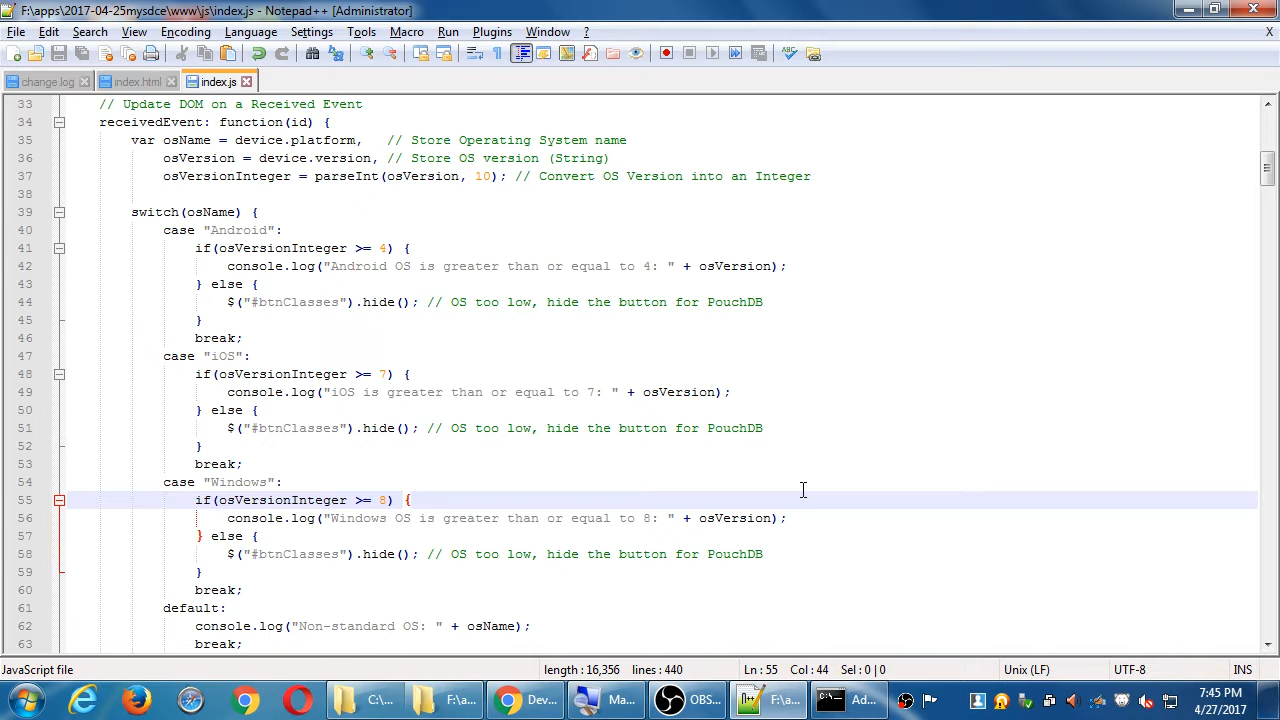 F:\apps\2017-04-25mysdce\www\js\index.js - Notepad++ [Administrator]
File Edit Search View Encoding Language Settings Tools Macro Run Plugins Window ? X
change.log index.html index.js
33 // Update DOM on a Received Event
34 receivedEvent: function(id) {
35 var osName = device.platform, // Store Operating System name
36 osVersion = device.version, // Store OS version (String)
37 osVersionInteger = parseInt(osVersion, 10); // Convert OS Version into an Integer
38
39 switch(osName) {
40 case "Android":
41 if(osVersionInteger >= 4) {
42 console.log("Android OS is greater than or equal to 4: " + osVersion);
43 } else {
44 $("#btnClasses").hide(); // OS too low, hide the button for PouchDB
45 }
46 break;
47 case "iOS":
48 if(osVersionInteger >= 7) {
49 console.log("iOS is greater than or equal to 7: " + osVersion);
50 } else {
51 $("#btnClasses").hide(); // OS too low, hide the button for PouchDB
52 }
53 break;
54 case "Windows":
55 if(osVersionInteger >= 8) {
56 console.log("Windows OS is greater than or equal to 8: " + osVersion);
57 } else {
58 $("#btnClasses").hide(); // OS too low, hide the button for PouchDB
59 }
60 break;
61 default:
62 console.log("Non-standard OS: " + osName);
63 break;
JavaScript file length : 16,356 lines : 440 Ln : 55 Col : 44 Sel : 0 | 0 Unix (LF) UTF-8 INS
C:\... F:\a... Dev... Ma... OBS... F:\a... Ad... 7:45 PM
4/27/2017